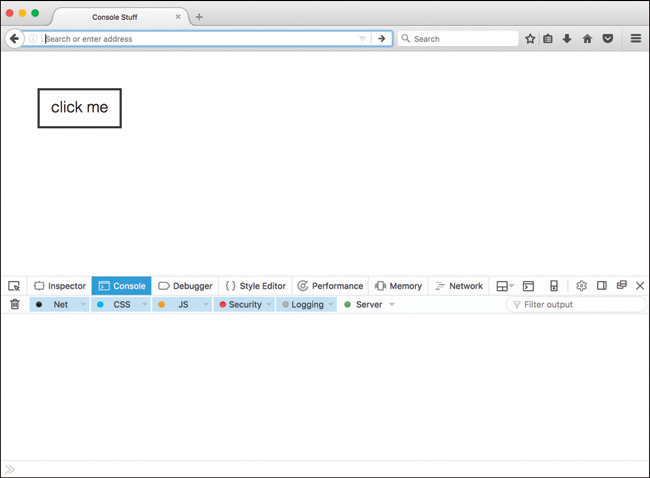 Console Stuff
Search or enter address
Search
click me
Inspector Console Debugger { } Style Editor Performance Memory Network
Net CSS JS Security Logging Server Filter output